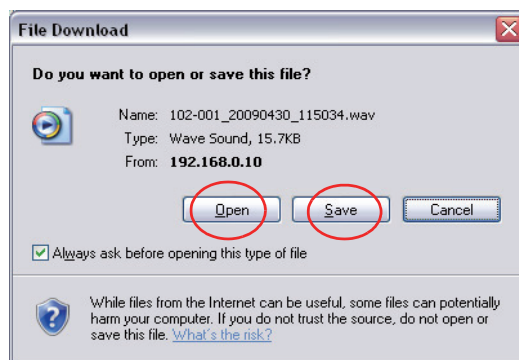 File Download
Do you want to open or save this file?
Name: 102-001_20090430_115034.wav
Type: Wave Sound, 15.7KB
From: 192.168.0.10
Open Save Cancel
Always ask before opening this type of file
While files from the Internet can be useful, some files can potentially
harm your computer. If you do not trust the source, do not open or
save this file. What's the risk?